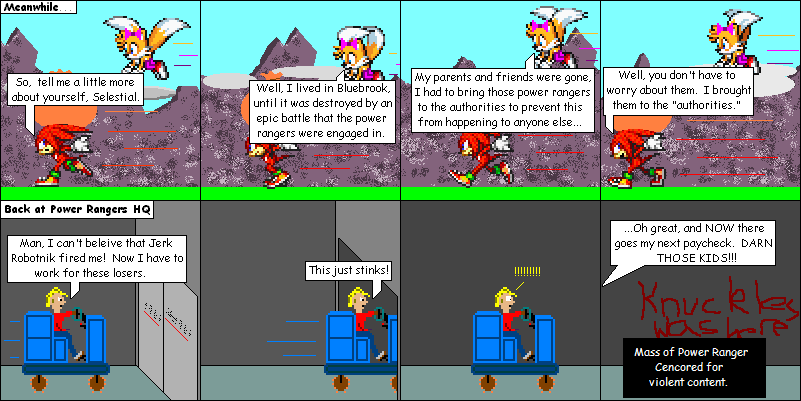 Meanwhile...
So, tell me a little more
about yourself, Selestial.
Well, I lived in Bluebrook,
until it was destroyed by an
epic battle that the power
rangers were engaged in.
My parents and friends were gone,
I had to bring those power rangers
to the authorities to prevent this
from happening to anyone else...
Well, you don't have to
worry about them. I brought
them to the "authorities."
Back at Power Rangers HQ
Man, I can't beleive that Jerk
Robotnik fired me! Now I have to
work for these losers.
This just stinks!
!!!!!!!!!
...Oh great, and NOW there
goes my next paycheck. DARN
THOSE KIDS!!!
Knuckles
was here
Mass of Power Ranger
Cencored for
violent content.